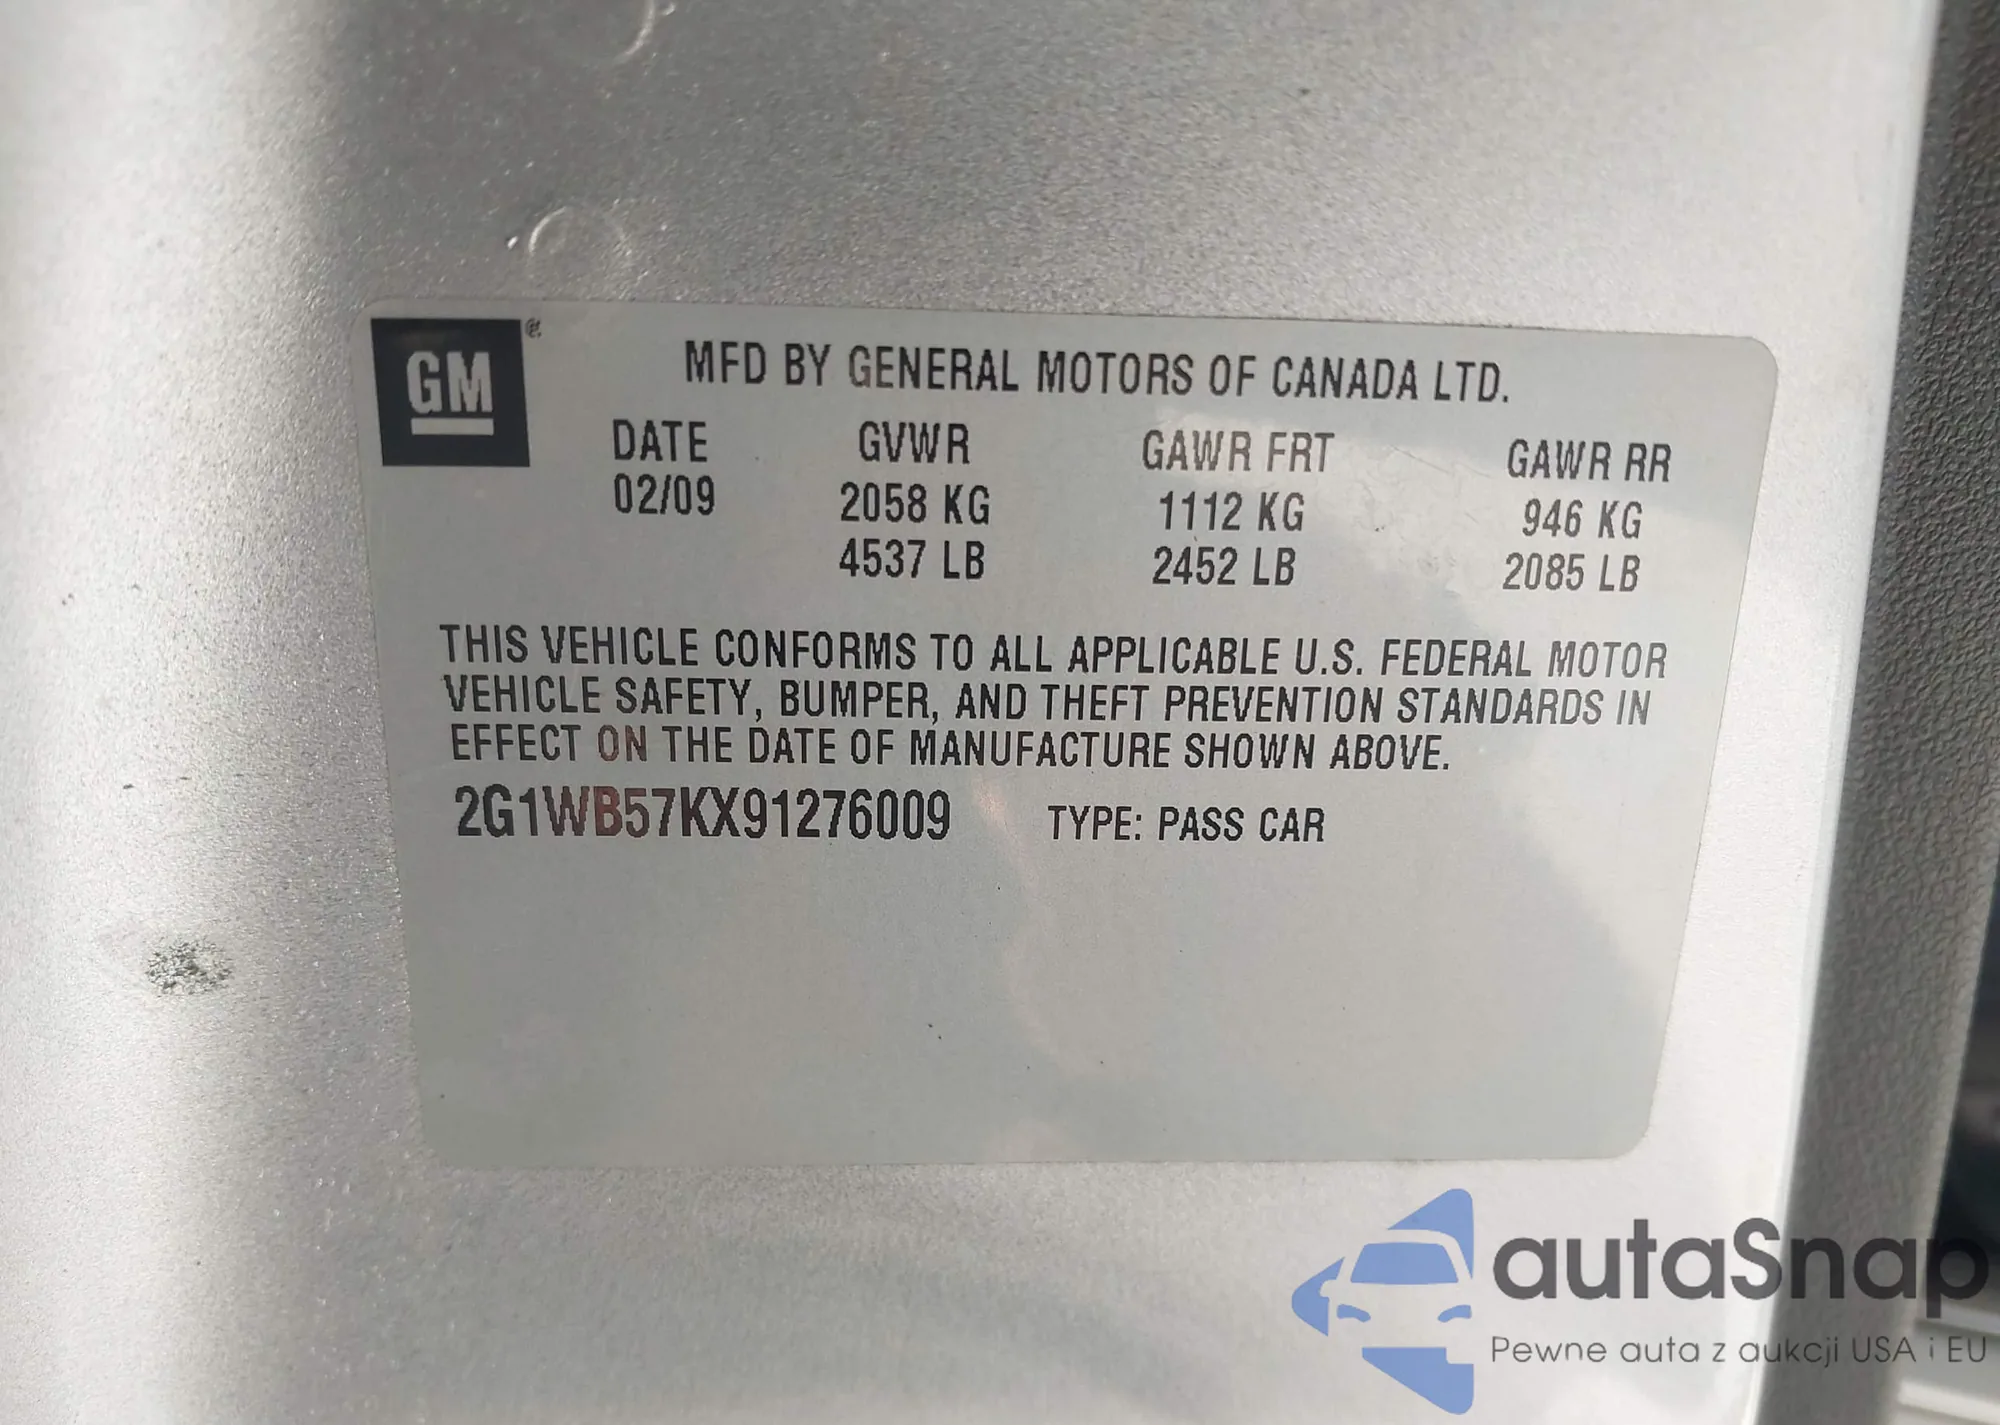 GM ®
MFD BY GENERAL MOTORS OF CANADA LTD.
DATE GVWR GAWR FRT GAWR RR
02/09 2058 KG 1112 KG 946 KG
4537 LB 2452 LB 2085 LB
THIS VEHICLE CONFORMS TO ALL APPLICABLE U.S. FEDERAL MOTOR
VEHICLE SAFETY, BUMPER, AND THEFT PREVENTION STANDARDS IN
EFFECT ON THE DATE OF MANUFACTURE SHOWN ABOVE.
2G1WB57KX91276009 TYPE: PASS CAR
autaSnap
Pewne auta z aukcji USA i EU